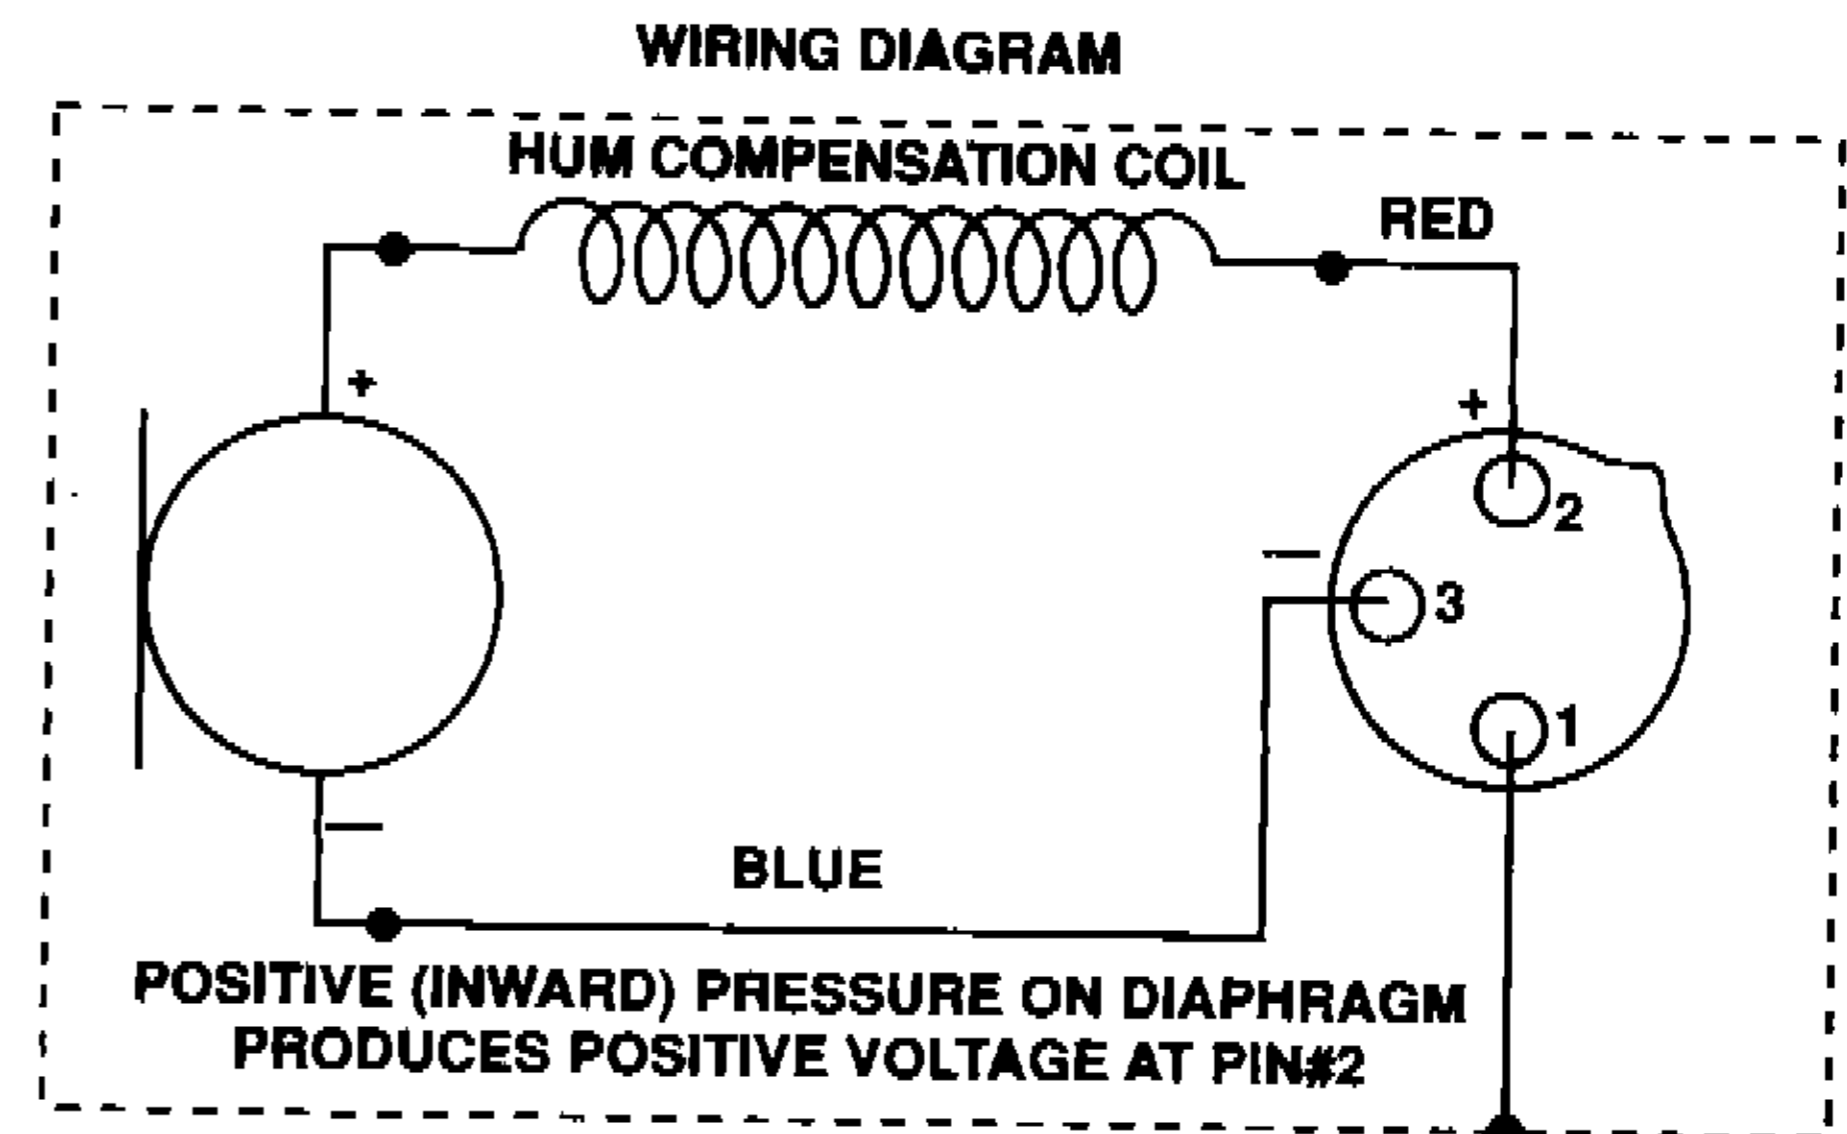 WIRING DIAGRAM
HUM COMPENSATION COIL
RED
+
+
2
—
3
1
—
BLUE
POSITIVE (INWARD) PRESSURE ON DIAPHRAGM
PRODUCES POSITIVE VOLTAGE AT PIN#2